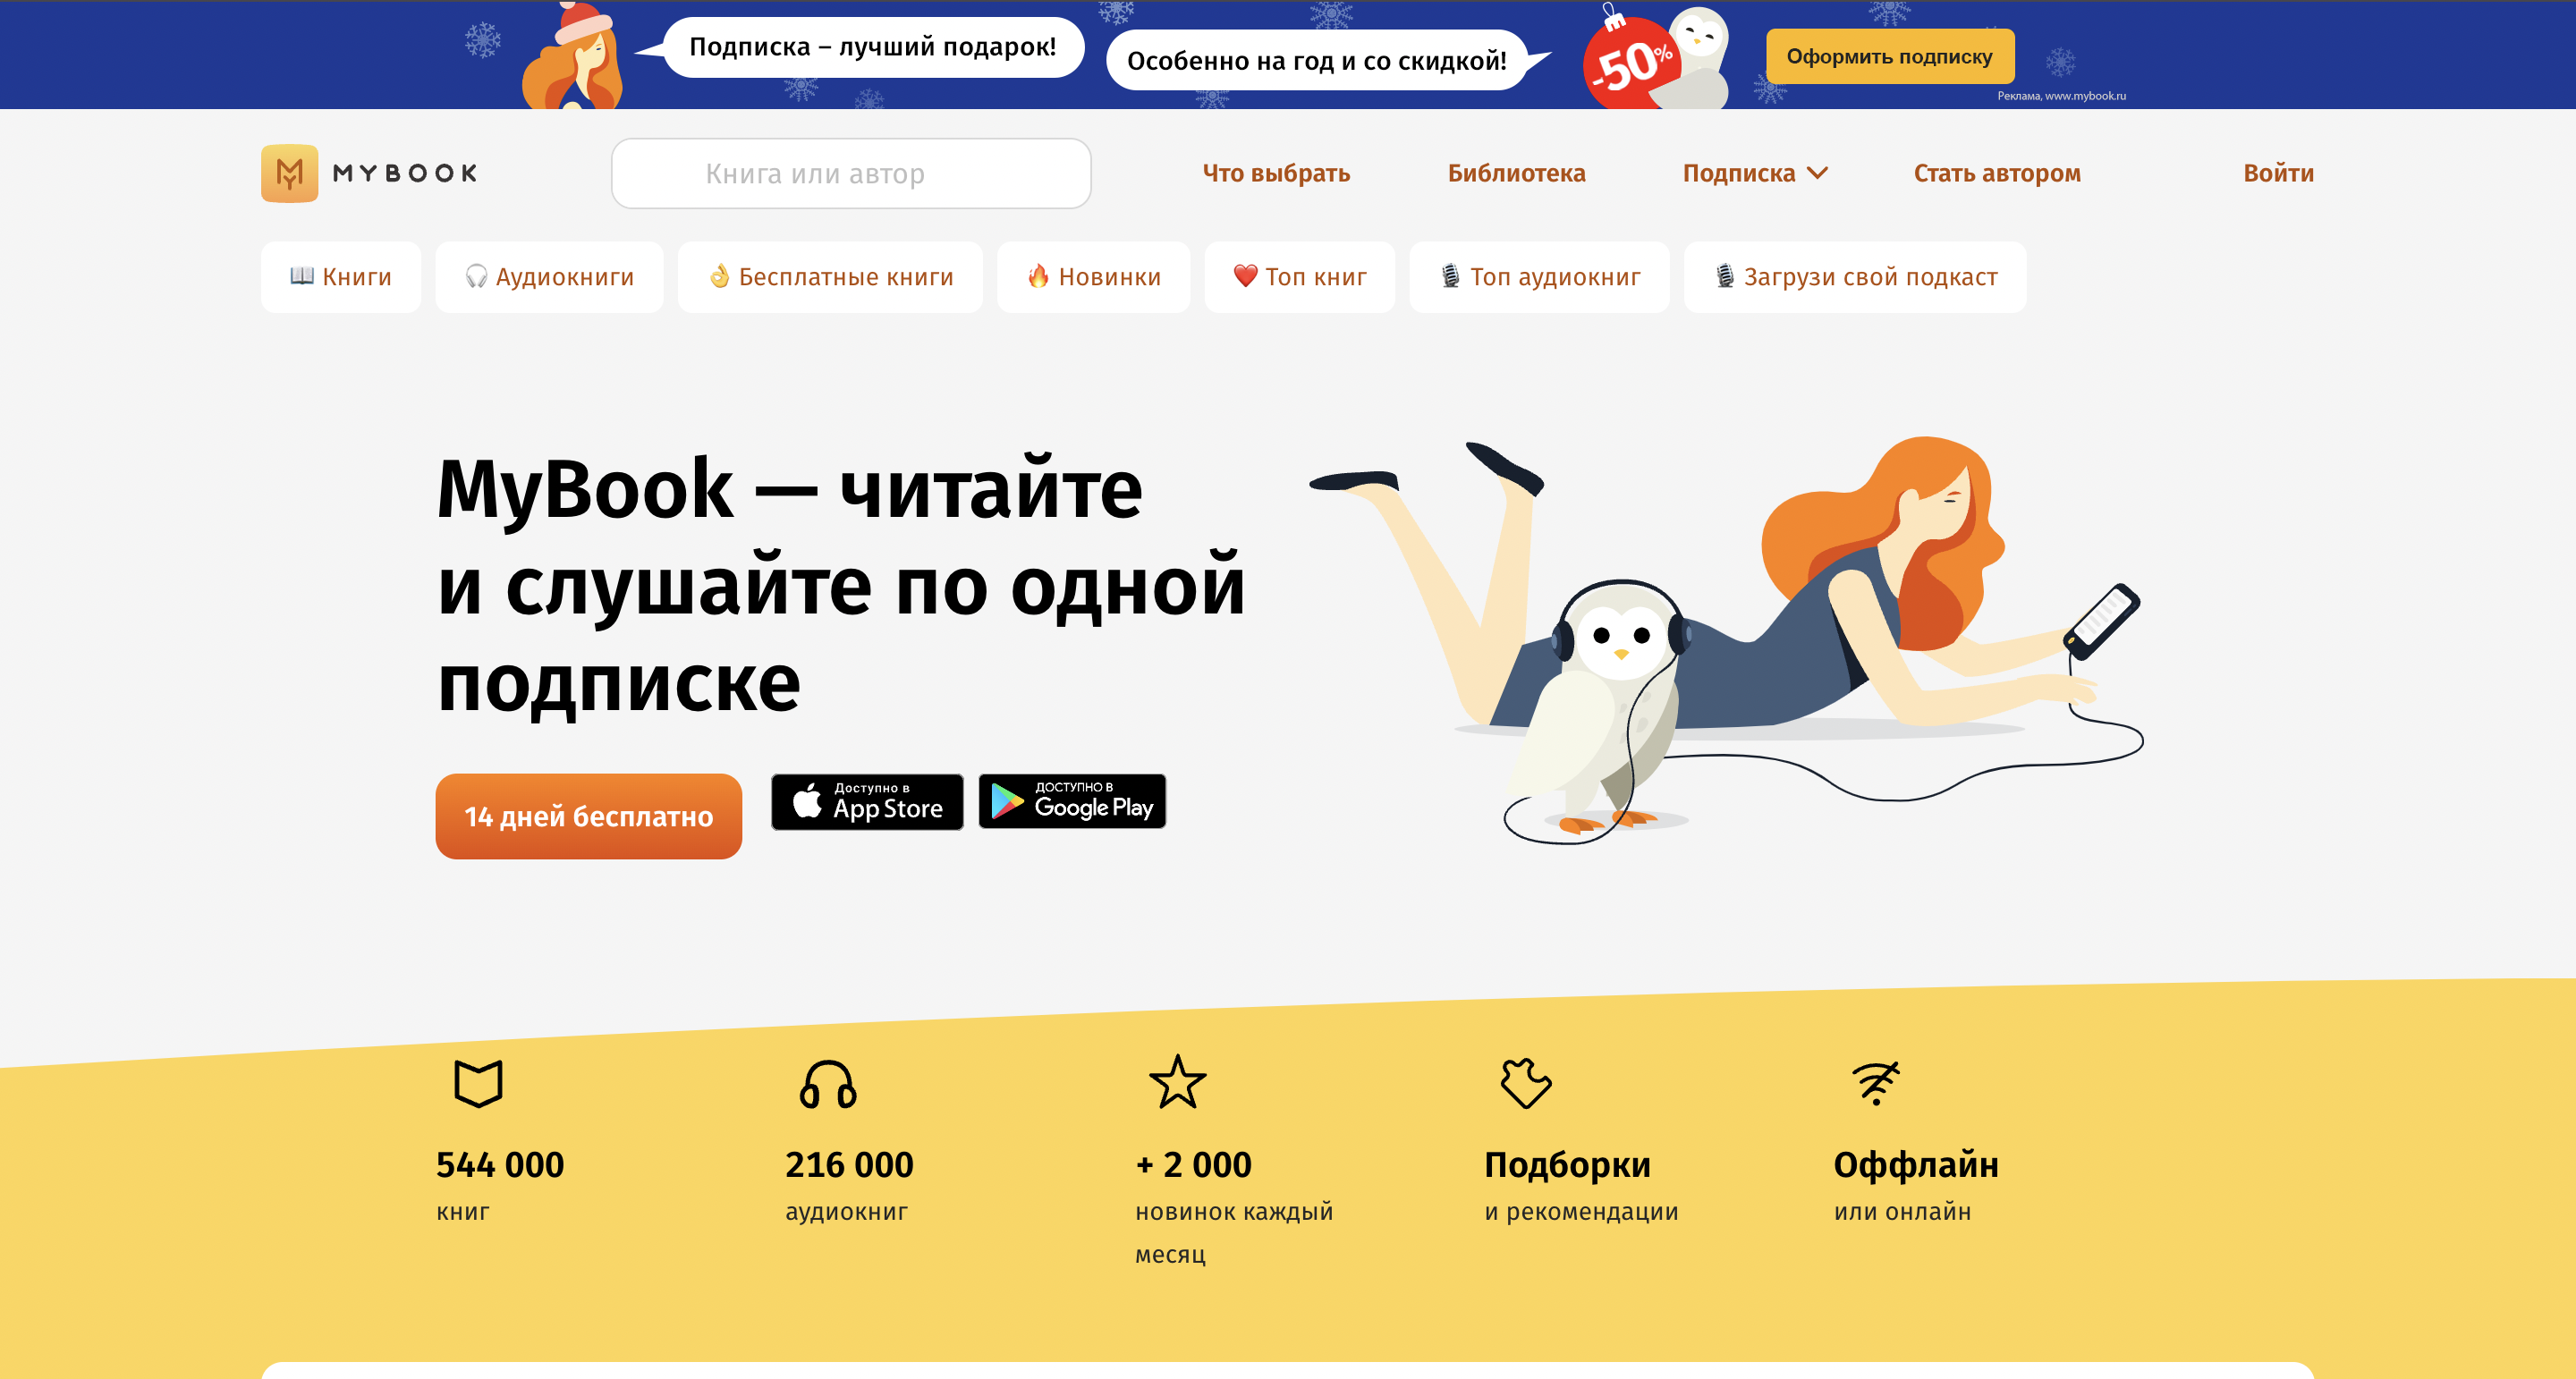 Подписка – лучший подарок!
Особенно на год и со скидкой!
-50%
Оформить подписку
Реклама, www.mybook.ru
MYBOOK
Книга или автор
Что выбрать
Библиотека
Подписка
Стать автором
Войти
Книги
Аудиокниги
Бесплатные книги
Новинки
Топ книг
Топ аудиокниг
Загрузи свой подкаст
MyBook — читайте
и слушайте по одной
подписке
14 дней бесплатно
Доступно в
App Store
ДОСТУПНО В
Google Play
544 000
книг
216 000
аудиокниг
+ 2 000
новинок каждый
месяц
Подборки
и рекомендации
Оффлайн
или онлайн